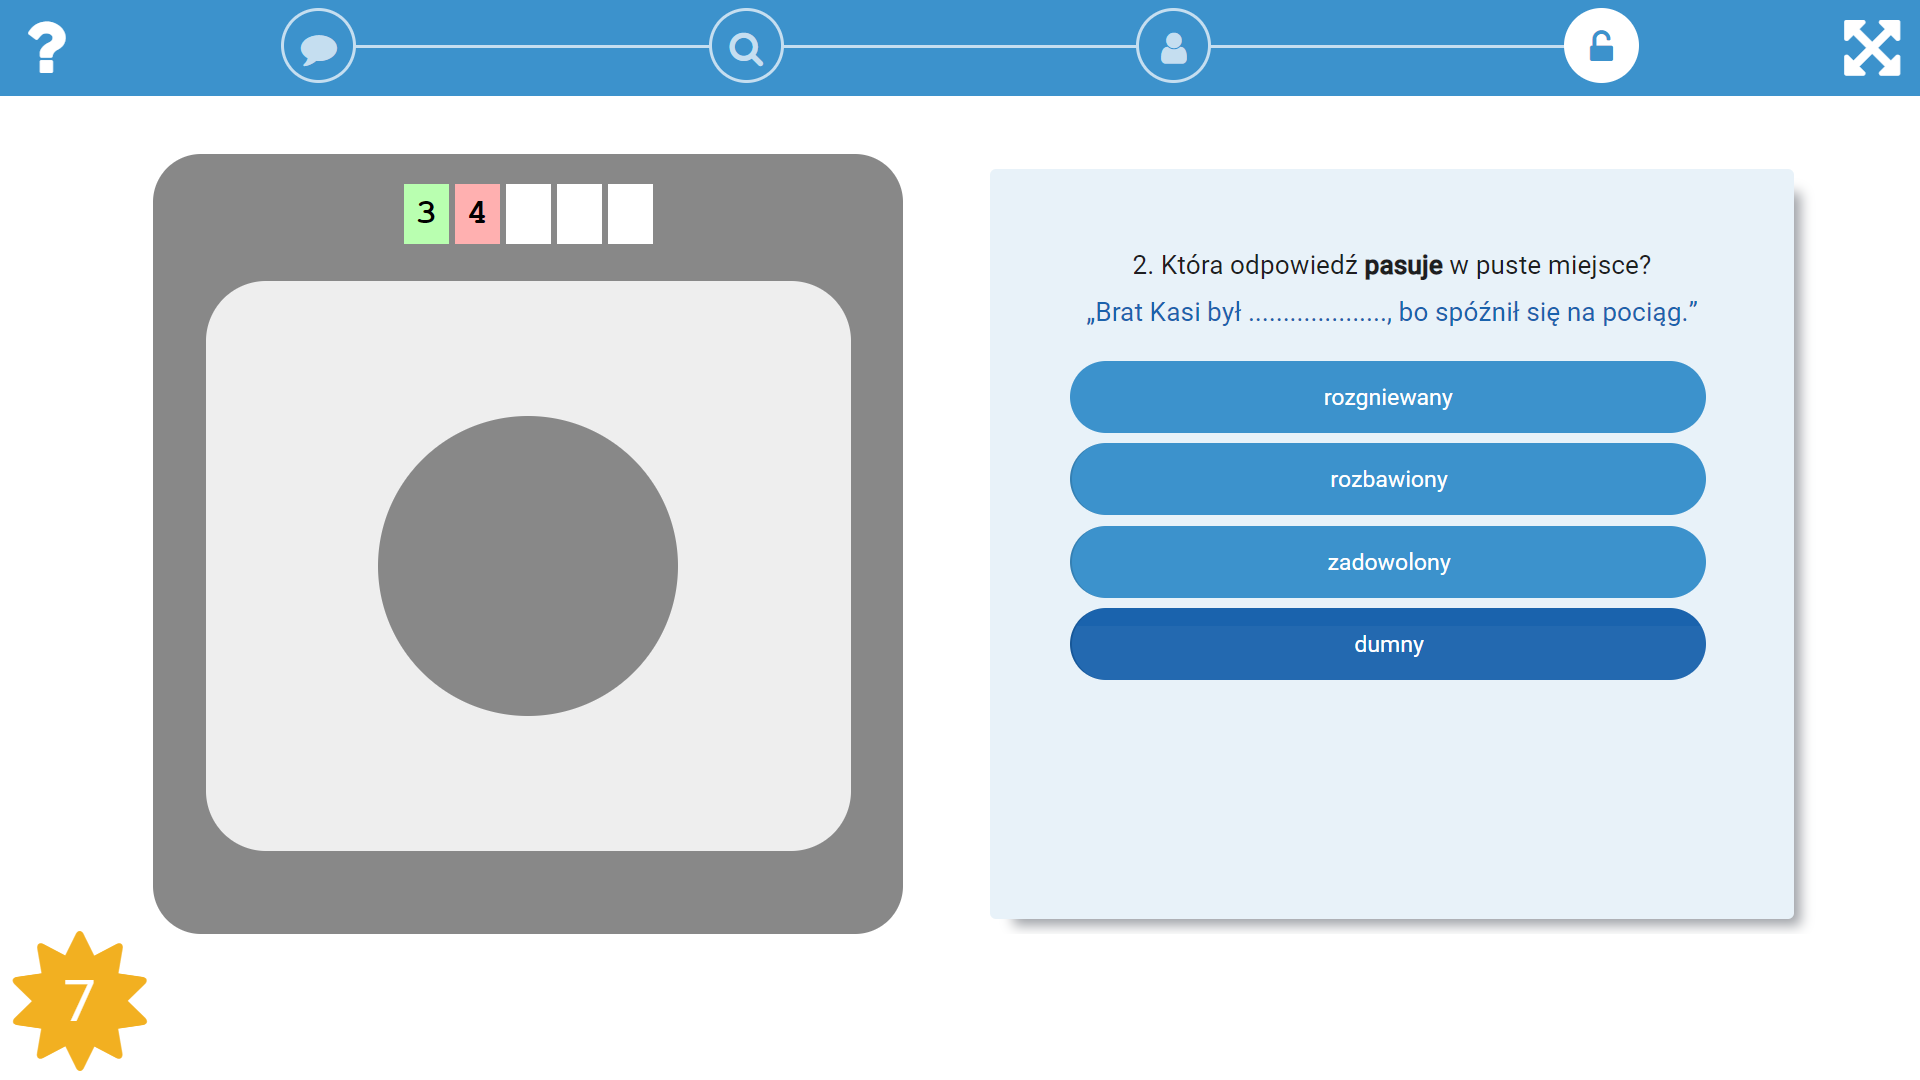 3 4
2. Która odpowiedź pasuje w puste miejsce?
„Brat Kasi był ...................., bo spóźnił się na pociąg.”
rozgniewany
rozbawiony
zadowolony
dumny
7